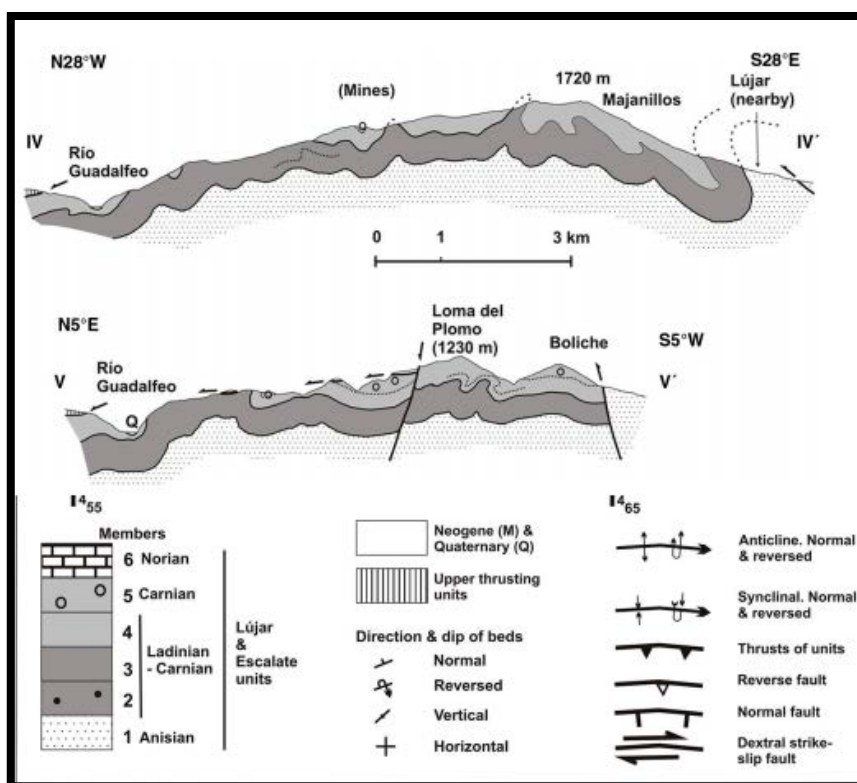 N28°W
S28°E
1720 m
(Mines)
Majanillos
Lújar
(nearby)
Q
IV
IV´
Río
Guadalfeo
0 1 3 km
N5°E
Loma del
Plomo
(1230 m)
Boliche
S5°W
V
V´
Río
Guadalfeo
Q
I⁴55
I⁴65
Members
6 Norian
5 Carnian
4
3
2
Ladinian
- Carnian
1 Anisian
Lújar
&
Escalate
units
Neogene (M) &
Quaternary (Q)
Upper thrusting
units
Direction & dip of beds
Normal
Reversed
Vertical
Horizontal
Anticline. Normal
& reversed
Synclinal. Normal
& reversed
Thrusts of units
Reverse fault
Normal fault
Dextral strike-
slip fault